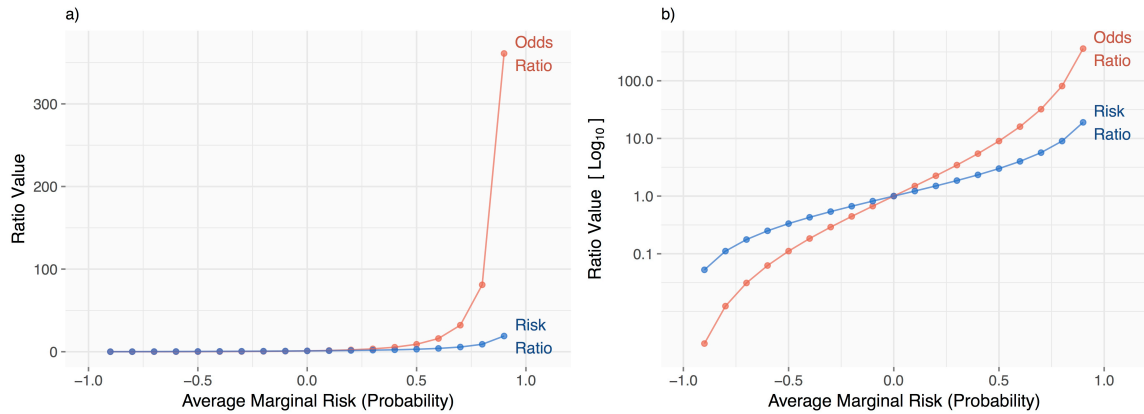 a)
Ratio Value
300
200
100
0
Odds
Ratio
Risk
Ratio
−1.0
−0.5
0.0
0.5
1.0
Average Marginal Risk (Probability)
b)
Ratio Value [ Log10 ]
100.0
10.0
1.0
0.1
Odds
Ratio
Risk
Ratio
−1.0
−0.5
0.0
0.5
1.0
Average Marginal Risk (Probability)